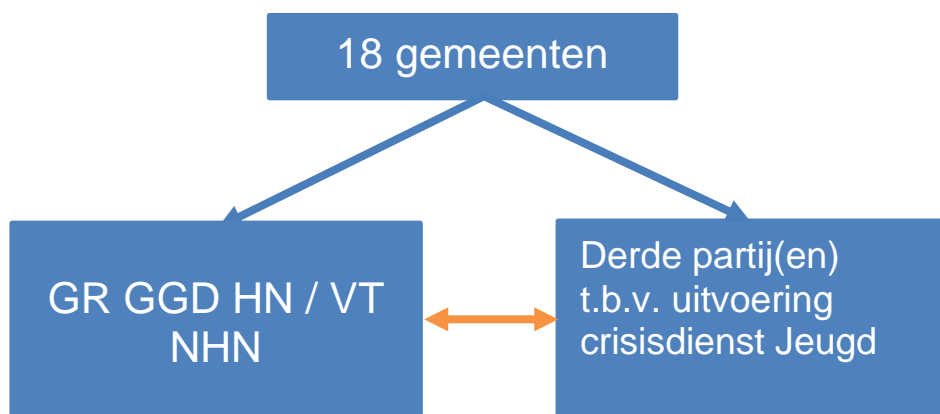 18 gemeenten
GR GGD HN / VT
NHN
Derde partij(en)
t.b.v. uitvoering
crisisdienst Jeugd